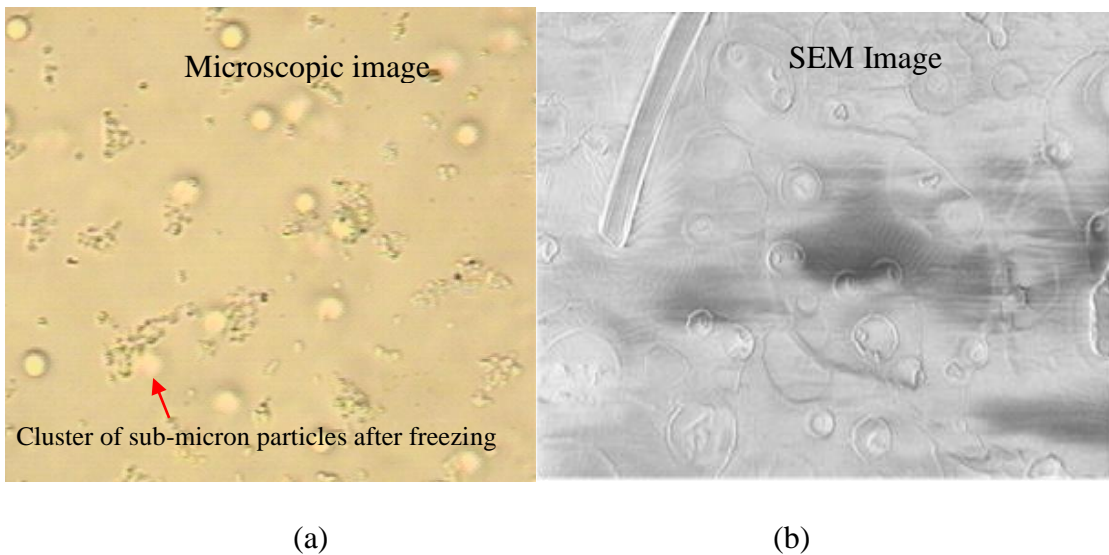 Microscopic image
SEM Image
Cluster of sub-micron particles after freezing
(a)
(b)